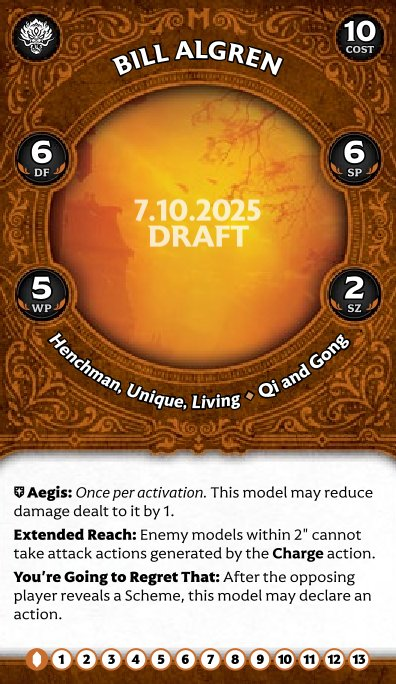 10
COST
BILL ALGREN
6
DF
6
SP
7.10.2025
DRAFT
5
WP
2
SZ
Henchman, Unique, Living ♦ Qi and Gong
Aegis: Once per activation. This model may reduce
damage dealt to it by 1.
Extended Reach: Enemy models within 2" cannot
take attack actions generated by the Charge action.
You're Going to Regret That: After the opposing
player reveals a Scheme, this model may declare an
action.
1 2 3 4 5 6 7 8 9 10 11 12 13